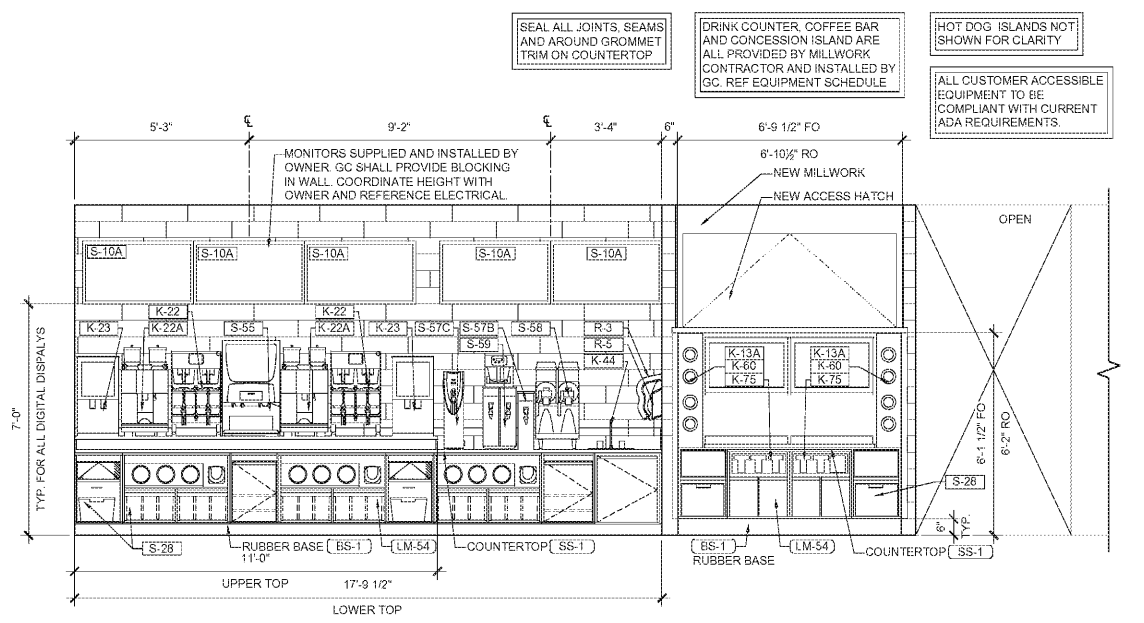 SEAL ALL JOINTS, SEAMS
AND AROUND GROMMET
TRIM ON COUNTERTOP
DRINK COUNTER, COFFEE BAR
AND CONCESSION ISLAND ARE
ALL PROVIDED BY MILLWORK
CONTRACTOR AND INSTALLED BY
GC. REF EQUIPMENT SCHEDULE
HOT DOG ISLANDS NOT
SHOWN FOR CLARITY
ALL CUSTOMER ACCESSIBLE
EQUIPMENT TO BE
COMPLIANT WITH CURRENT
ADA REQUIREMENTS.
5'-3"
9'-2"
3'-4"
6"
6'-9 1/2" FO
6'-10½" RO
MONITORS SUPPLIED AND INSTALLED BY
OWNER. GC SHALL PROVIDE BLOCKING
IN WALL. COORDINATE HEIGHT WITH
OWNER AND REFERENCE ELECTRICAL.
NEW MILLWORK
NEW ACCESS HATCH
OPEN
S-10A
S-10A
S-10A
S-10A
S-10A
K-22
K-22
K-23
K-22A
S-55
K-22A
K-23
S-57C
S-57B
S-58
R-3
S-59
R-5
K-44
K-13A
K-60
K-75
K-13A
K-60
K-75
7'-0"
TYP. FOR ALL DIGITAL DISPALYS
6'-1 1/2" FO
6'-2" RO
S-28
6"
TYP.
S-28
RUBBER BASE
BS-1
LM-54
COUNTERTOP
SS-1
BS-1
RUBBER BASE
LM-54
COUNTERTOP
SS-1
11'-0"
UPPER TOP
17'-9 1/2"
LOWER TOP